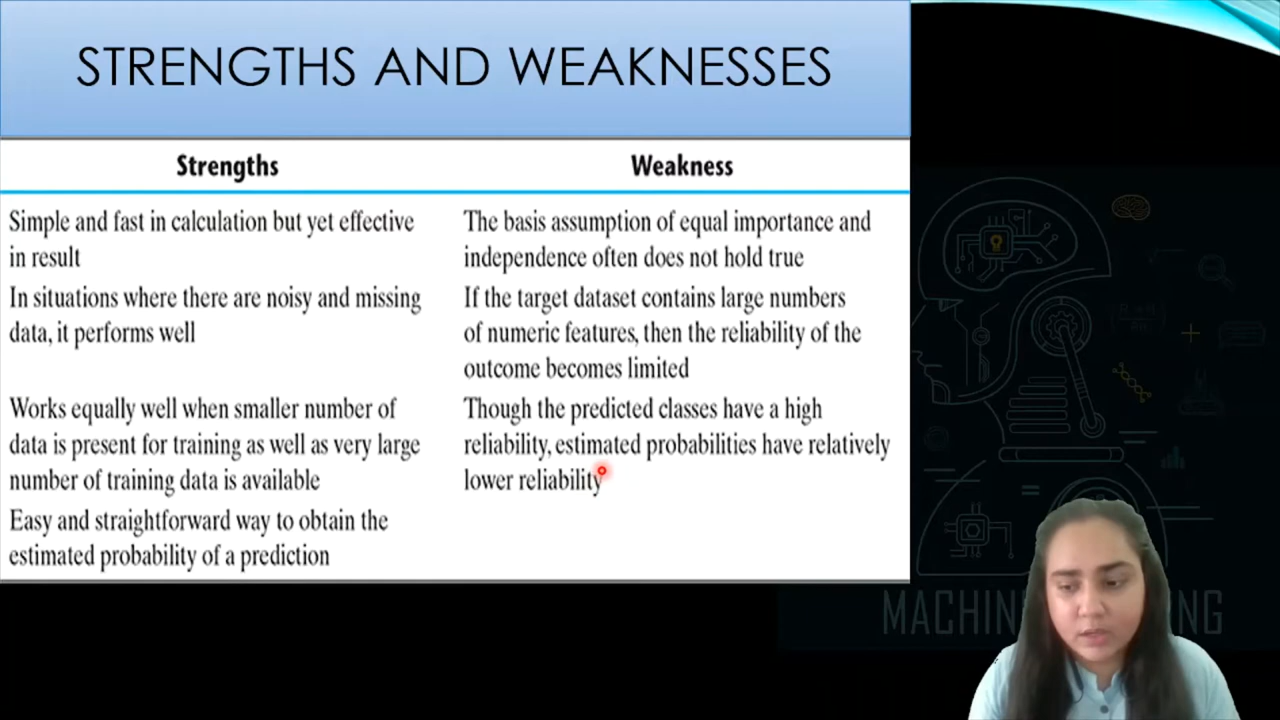 STRENGTHS AND WEAKNESSES
Strengths
Weakness
Simple and fast in calculation but yet effective
in result
The basis assumption of equal importance and
independence often does not hold true
In situations where there are noisy and missing
data, it performs well
If the target dataset contains large numbers
of numeric features, then the reliability of the
outcome becomes limited
Works equally well when smaller number of
data is present for training as well as very large
number of training data is available
Though the predicted classes have a high
reliability, estimated probabilities have relatively
lower reliability
Easy and straightforward way to obtain the
estimated probability of a prediction